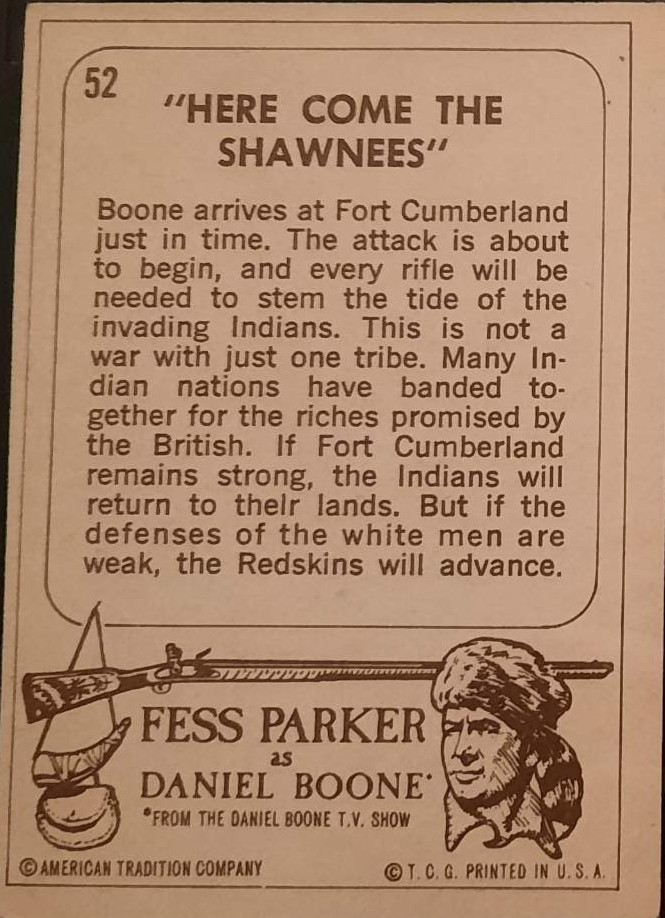 52
"HERE COME THE
SHAWNEES"
Boone arrives at Fort Cumberland
just in time. The attack is about
to begin, and every rifle will be
needed to stem the tide of the
invading Indians. This is not a
war with just one tribe. Many In-
dian nations have banded to-
gether for the riches promised by
the British. If Fort Cumberland
remains strong, the Indians will
return to their lands. But if the
defenses of the white men are
weak, the Redskins will advance.
FESS PARKER
as
DANIEL BOONE*
*FROM THE DANIEL BOONE T.V. SHOW
© AMERICAN TRADITION COMPANY
© T. C. G. PRINTED IN U. S. A.